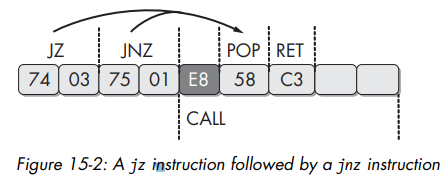 JZ JNZ POP RET
74 03 75 01 E8 58 C3
CALL
Figure 15-2: A jz instruction followed by a jnz instruction